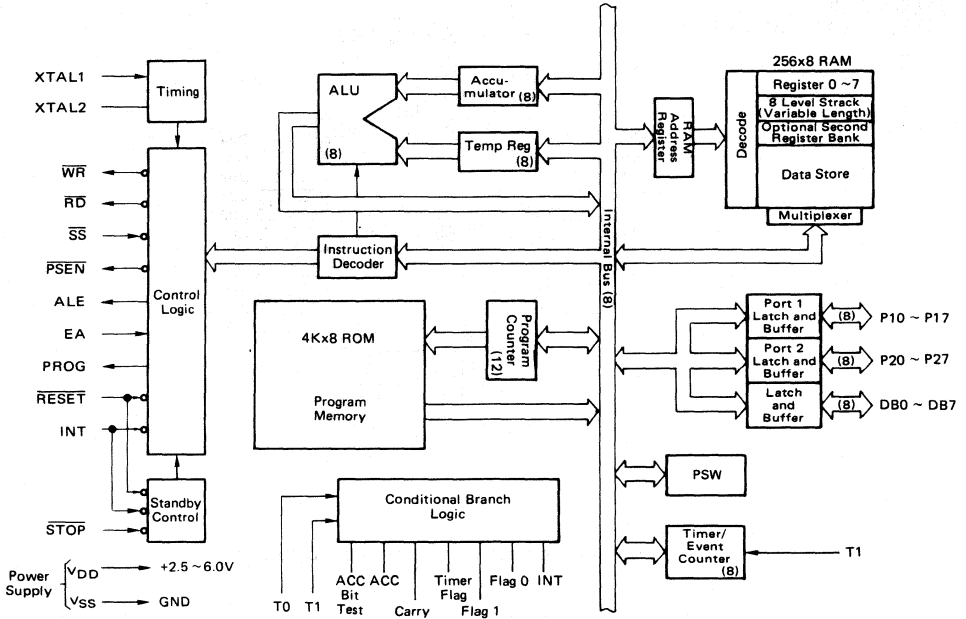 XTAL1
XTAL2
Timing
WR
RD
SS
PSEN
ALE
EA
PROG
RESET
INT
STOP
Control
Logic
Standby
Control
Power
Supply
VDD
+2.5 ~ 6.0V
VSS
GND
ALU
(8)
Accu-
mulator
(8)
Temp Reg
(8)
Instruction
Decoder
4Kx8 ROM
Program
Memory
Program
Counter
(12)
Conditional Branch
Logic
T0
T1
ACC
Bit
Test
ACC
Carry
Timer
Flag
Flag 1
Flag 0
INT
Internal Bus (8)
RAM
Address
Register
256x8 RAM
Decode
Register 0 ~7
8 Level Strack
(Variable Length)
Optional Second
Register Bank
Data Store
Multiplexer
Port 1
Latch and
Buffer
(8)
P10 ~ P17
Port 2
Latch and
Buffer
(8)
P20 ~ P27
Latch
and
Buffer
(8)
DB0 ~ DB7
PSW
Timer/
Event
Counter
(8)
T1